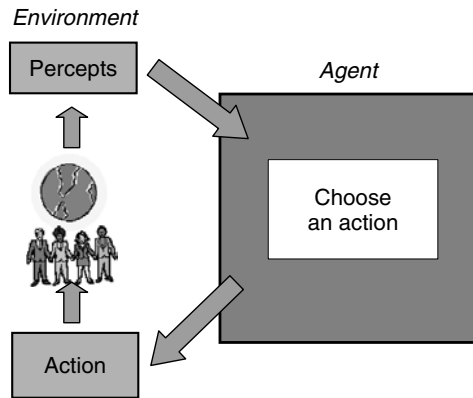 Environment
Percepts
Agent
Choose
an action
Action